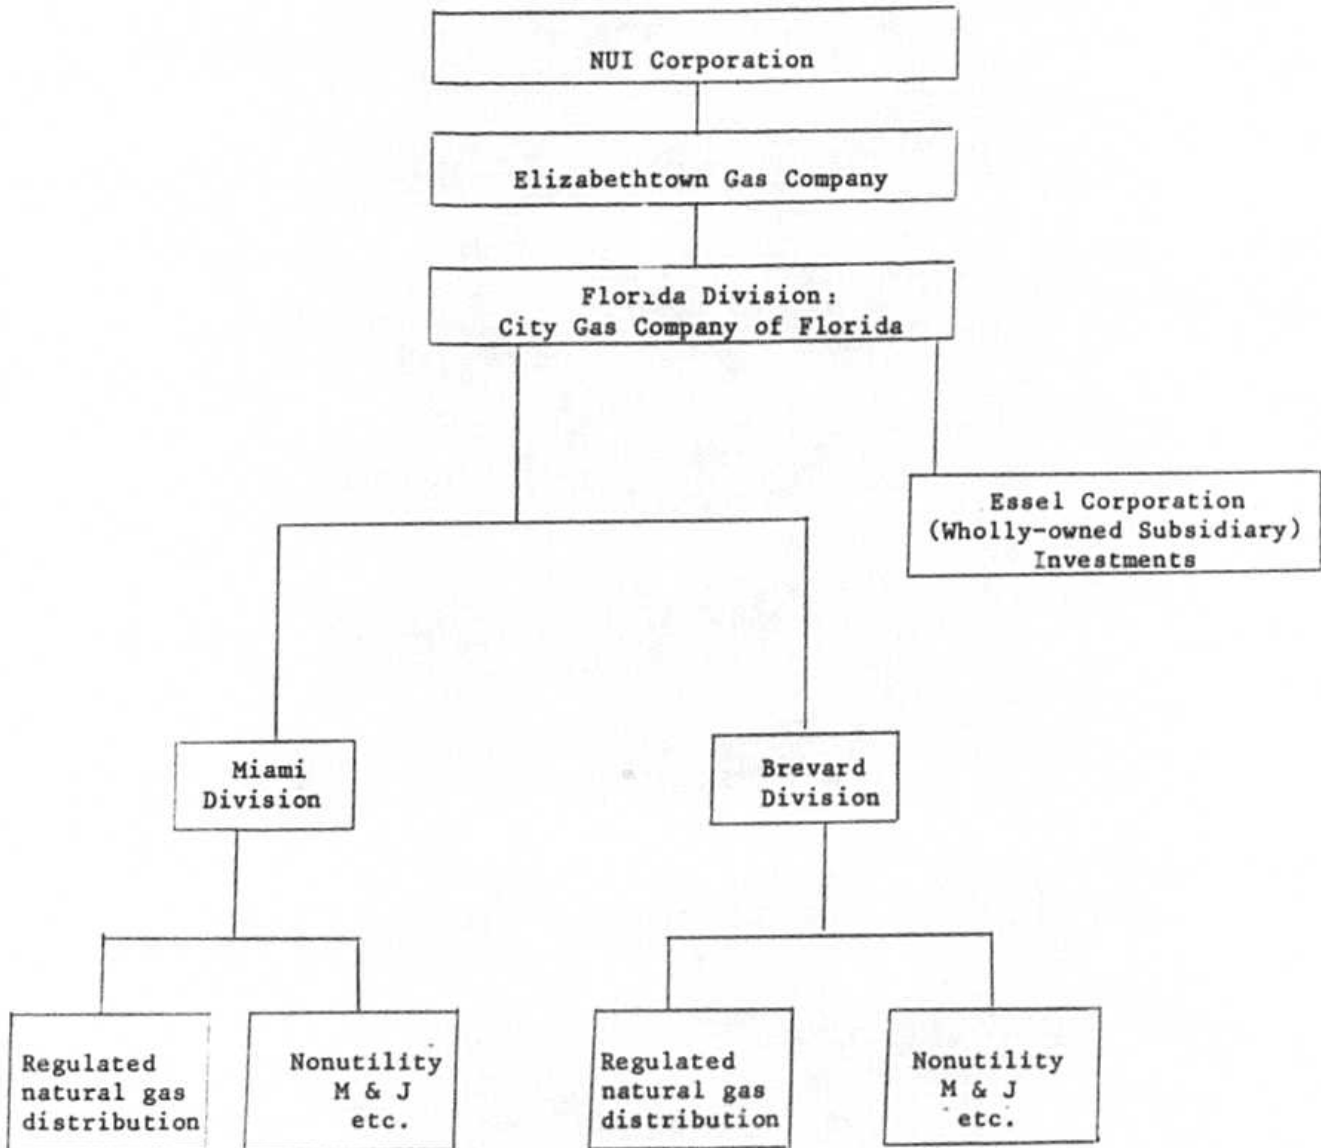 NUI Corporation
Elizabethtown Gas Company
Florida Division:
City Gas Company of Florida
Essel Corporation
(Wholly-owned Subsidiary)
Investments
Miami
Division
Brevard
Division
Regulated
natural gas
distribution
Nonutility
M & J
etc.
Regulated
natural gas
distribution
Nonutility
M & J
etc.